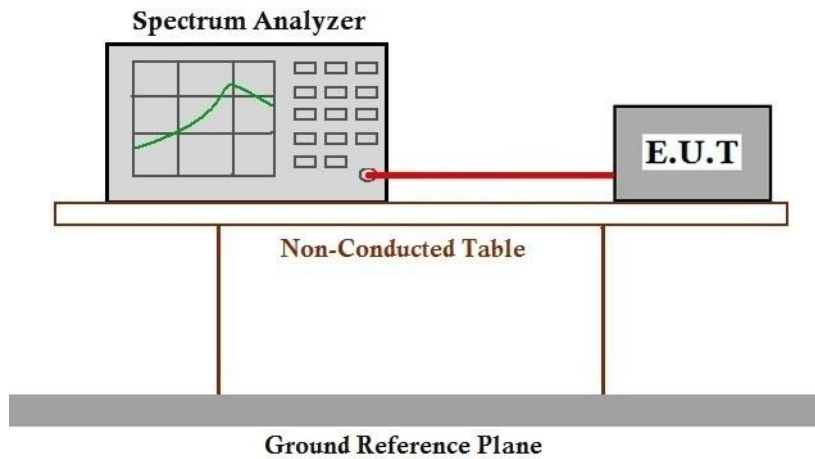 Spectrum Analyzer
E.U.T
Non-Conducted Table
Ground Reference Plane